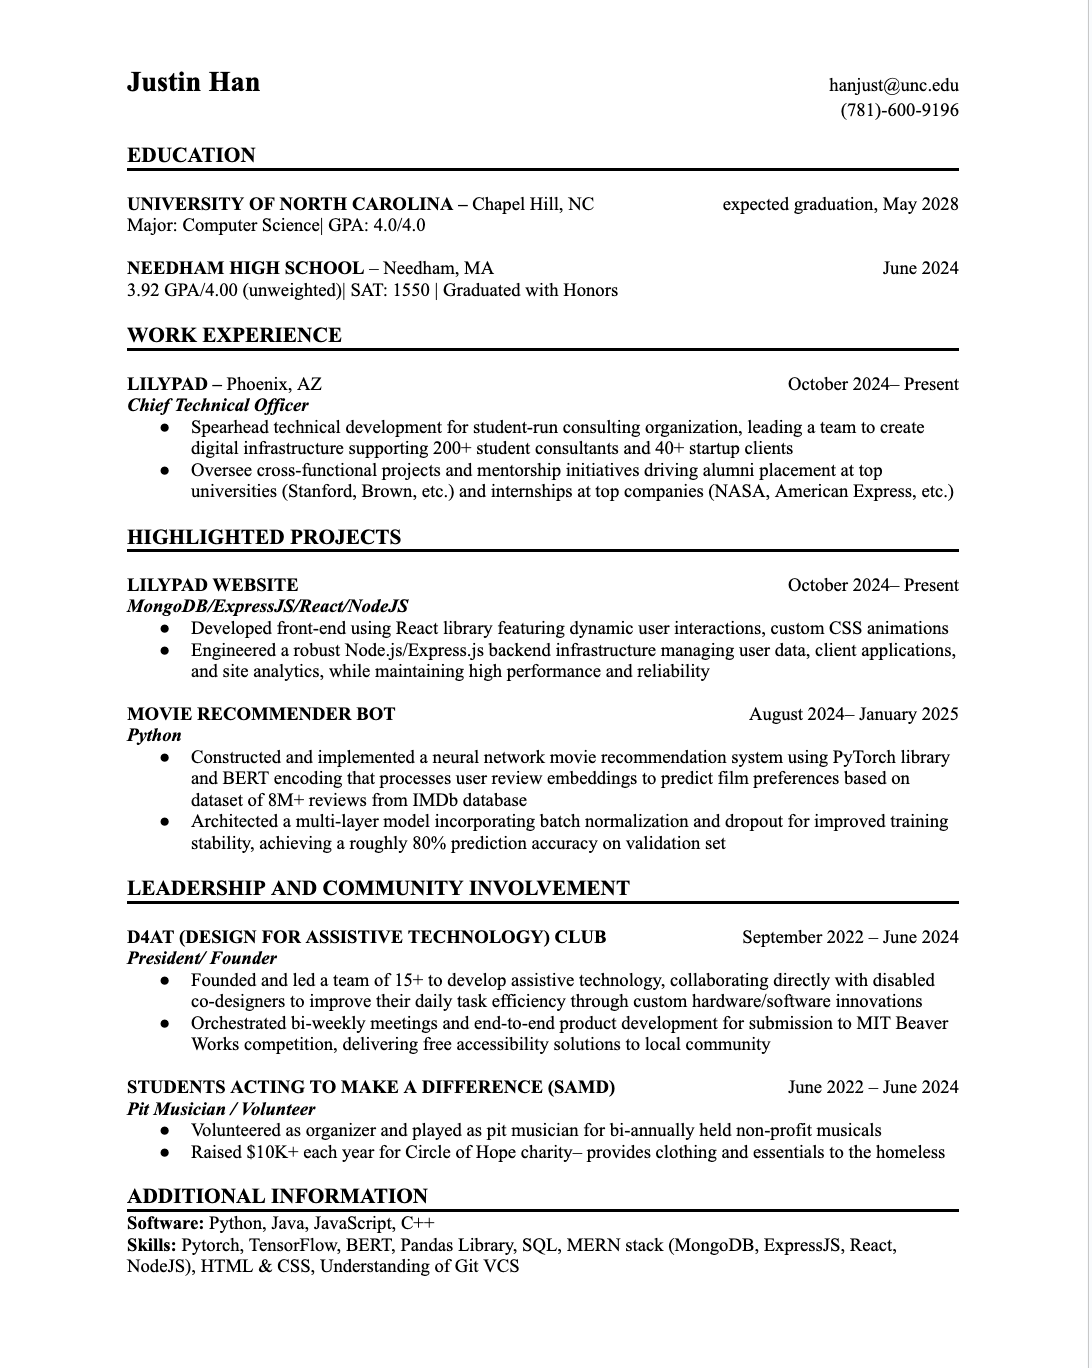 Justin Han
hanjust@unc.edu
(781)-600-9196
EDUCATION
UNIVERSITY OF NORTH CAROLINA – Chapel Hill, NC expected graduation, May 2028
Major: Computer Science| GPA: 4.0/4.0
NEEDHAM HIGH SCHOOL – Needham, MA June 2024
3.92 GPA/4.00 (unweighted)| SAT: 1550 | Graduated with Honors
WORK EXPERIENCE
LILYPAD – Phoenix, AZ October 2024– Present
Chief Technical Officer
● Spearhead technical development for student-run consulting organization, leading a team to create
digital infrastructure supporting 200+ student consultants and 40+ startup clients
● Oversee cross-functional projects and mentorship initiatives driving alumni placement at top
universities (Stanford, Brown, etc.) and internships at top companies (NASA, American Express, etc.)
HIGHLIGHTED PROJECTS
LILYPAD WEBSITE October 2024– Present
MongoDB/ExpressJS/React/NodeJS
● Developed front-end using React library featuring dynamic user interactions, custom CSS animations
● Engineered a robust Node.js/Express.js backend infrastructure managing user data, client applications,
and site analytics, while maintaining high performance and reliability
MOVIE RECOMMENDER BOT August 2024– January 2025
Python
● Constructed and implemented a neural network movie recommendation system using PyTorch library
and BERT encoding that processes user review embeddings to predict film preferences based on
dataset of 8M+ reviews from IMDb database
● Architected a multi-layer model incorporating batch normalization and dropout for improved training
stability, achieving a roughly 80% prediction accuracy on validation set
LEADERSHIP AND COMMUNITY INVOLVEMENT
D4AT (DESIGN FOR ASSISTIVE TECHNOLOGY) CLUB September 2022 – June 2024
President/ Founder
● Founded and led a team of 15+ to develop assistive technology, collaborating directly with disabled
co-designers to improve their daily task efficiency through custom hardware/software innovations
● Orchestrated bi-weekly meetings and end-to-end product development for submission to MIT Beaver
Works competition, delivering free accessibility solutions to local community
STUDENTS ACTING TO MAKE A DIFFERENCE (SAMD) June 2022 – June 2024
Pit Musician / Volunteer
● Volunteered as organizer and played as pit musician for bi-annually held non-profit musicals
● Raised $10K+ each year for Circle of Hope charity– provides clothing and essentials to the homeless
ADDITIONAL INFORMATION
Software: Python, Java, JavaScript, C++
Skills: Pytorch, TensorFlow, BERT, Pandas Library, SQL, MERN stack (MongoDB, ExpressJS, React,
NodeJS), HTML & CSS, Understanding of Git VCS